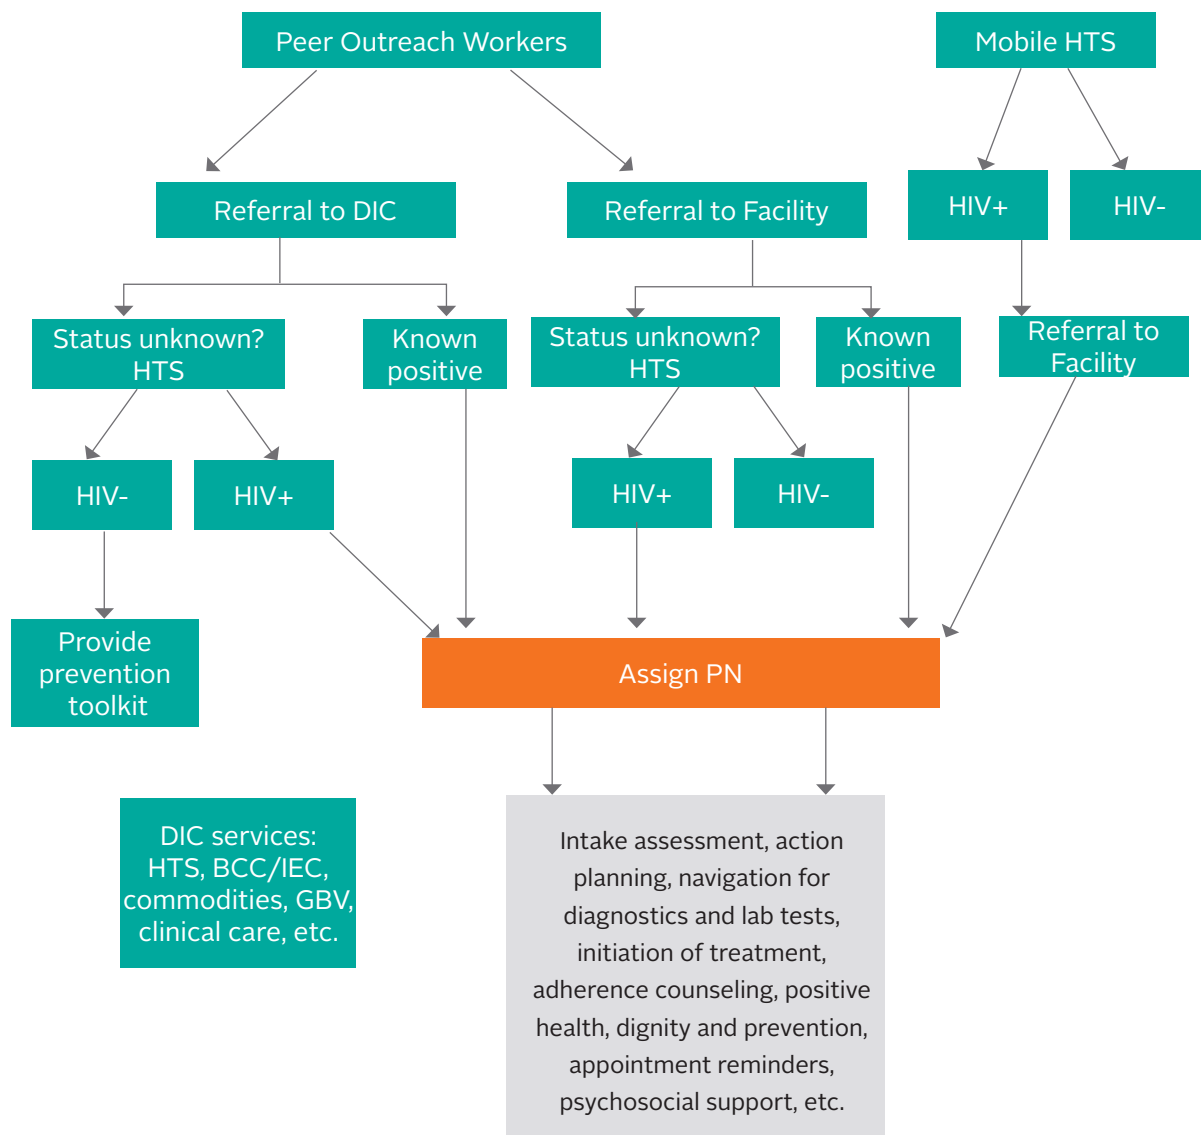 Peer Outreach Workers
Mobile HTS
Referral to DIC
Referral to Facility
HIV+
HIV-
Status unknown?
HTS
Known
positive
Status unknown?
HTS
Known
positive
Referral to
Facility
HIV-
HIV+
HIV+
HIV-
Provide
prevention
toolkit
Assign PN
DIC services:
HTS, BCC/IEC,
commodities, GBV,
clinical care, etc.
Intake assessment, action
planning, navigation for
diagnostics and lab tests,
initiation of treatment,
adherence counseling, positive
health, dignity and prevention,
appointment reminders,
psychosocial support, etc.